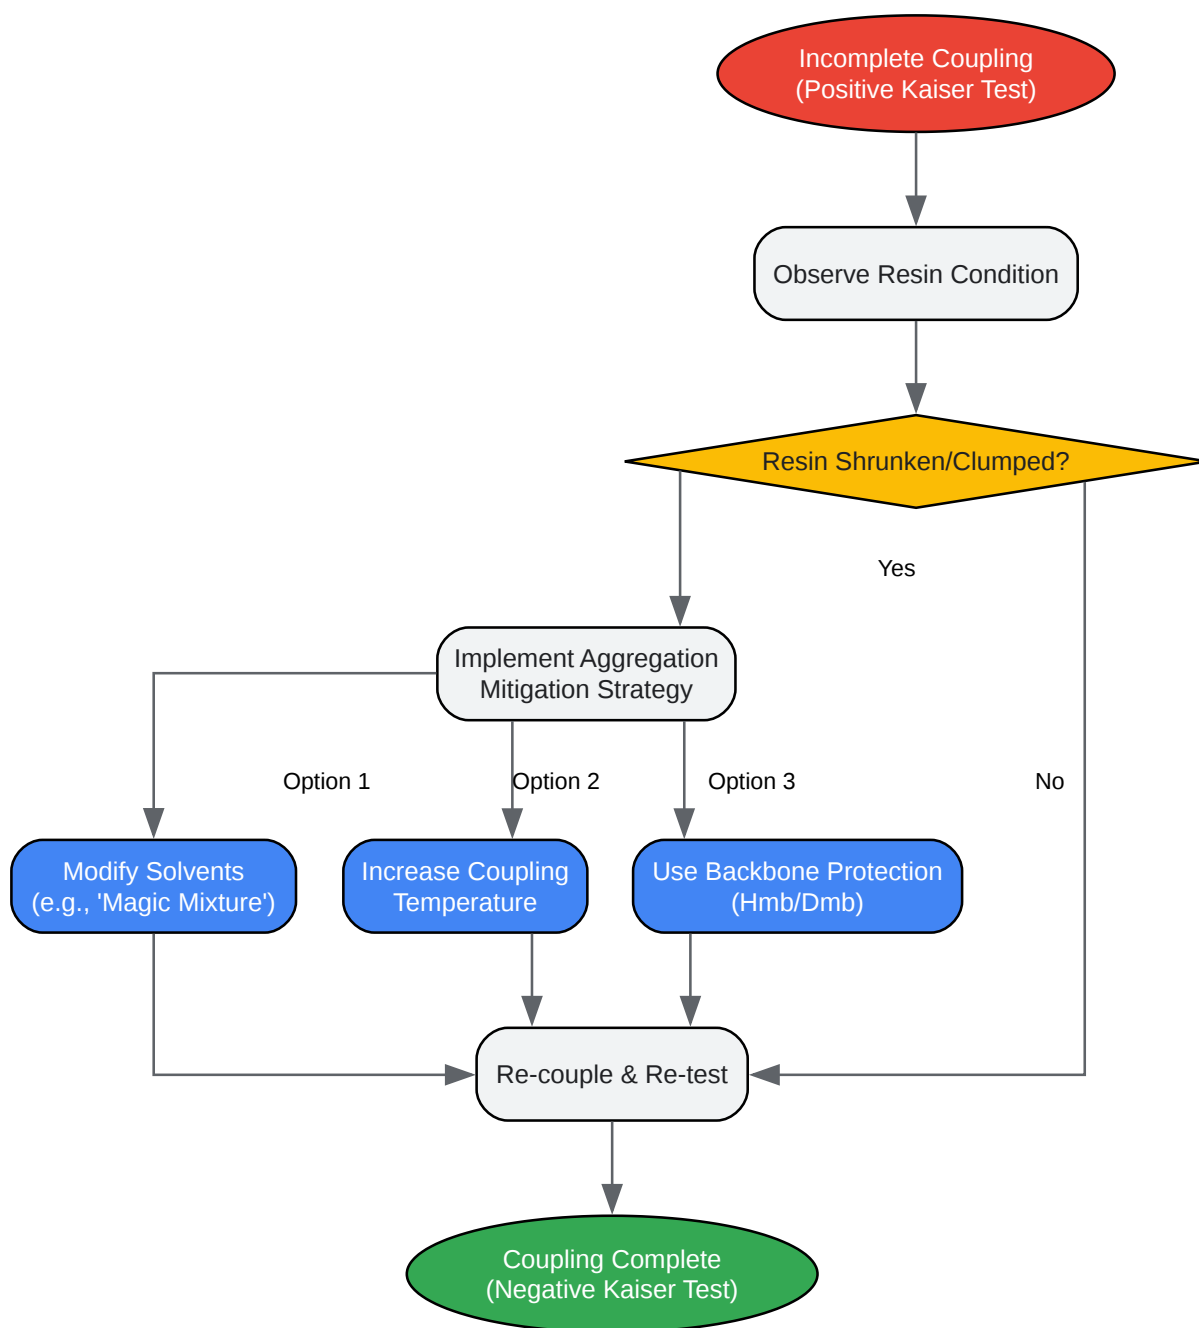 Incomplete Coupling
(Positive Kaiser Test)
Observe Resin Condition
Resin Shrunken/Clumped?
Yes
Implement Aggregation
Mitigation Strategy
Option 1
Option 2
Option 3
No
Modify Solvents
(e.g., 'Magic Mixture')
Increase Coupling
Temperature
Use Backbone Protection
(Hmb/Dmb)
Re-couple & Re-test
Coupling Complete
(Negative Kaiser Test)